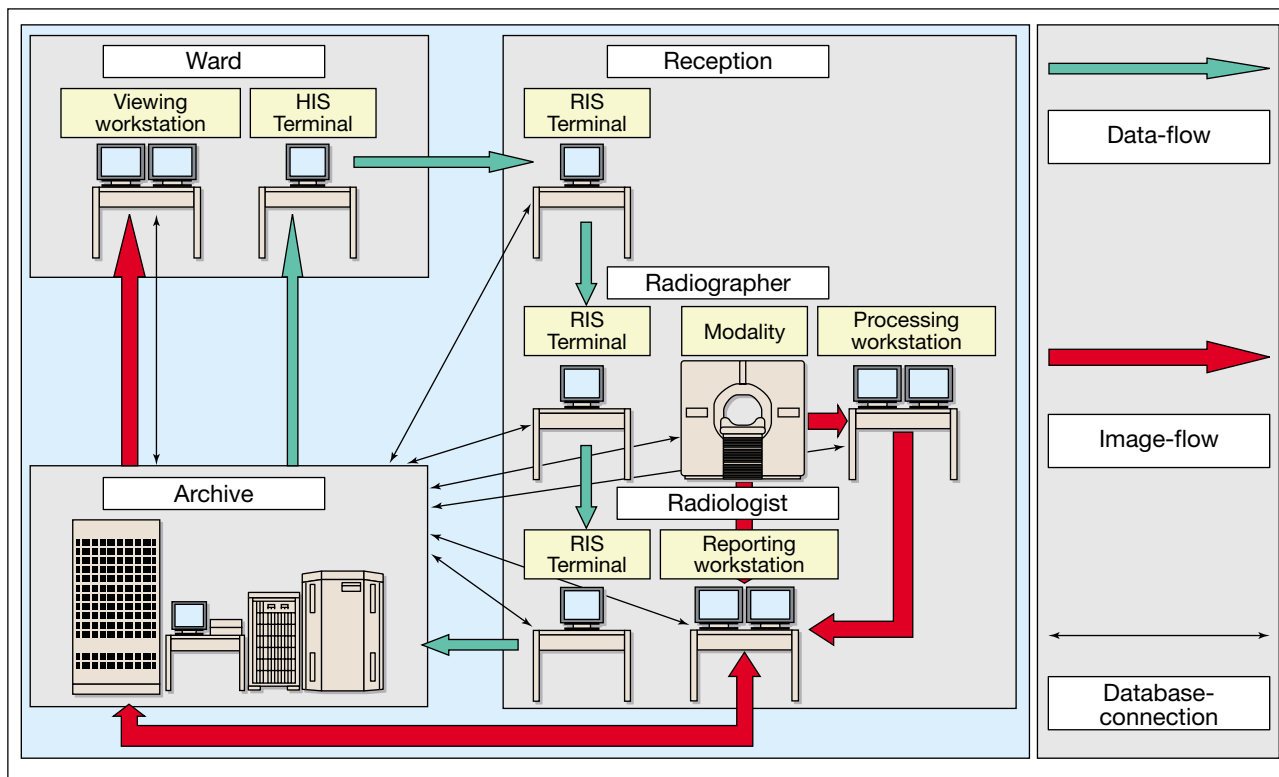 Ward
Viewing
workstation
HIS
Terminal
Reception
RIS
Terminal
Radiographer
RIS
Terminal
Modality
Processing
workstation
Radiologist
RIS
Terminal
Reporting
workstation
Archive
Data-flow
Image-flow
Database-
connection